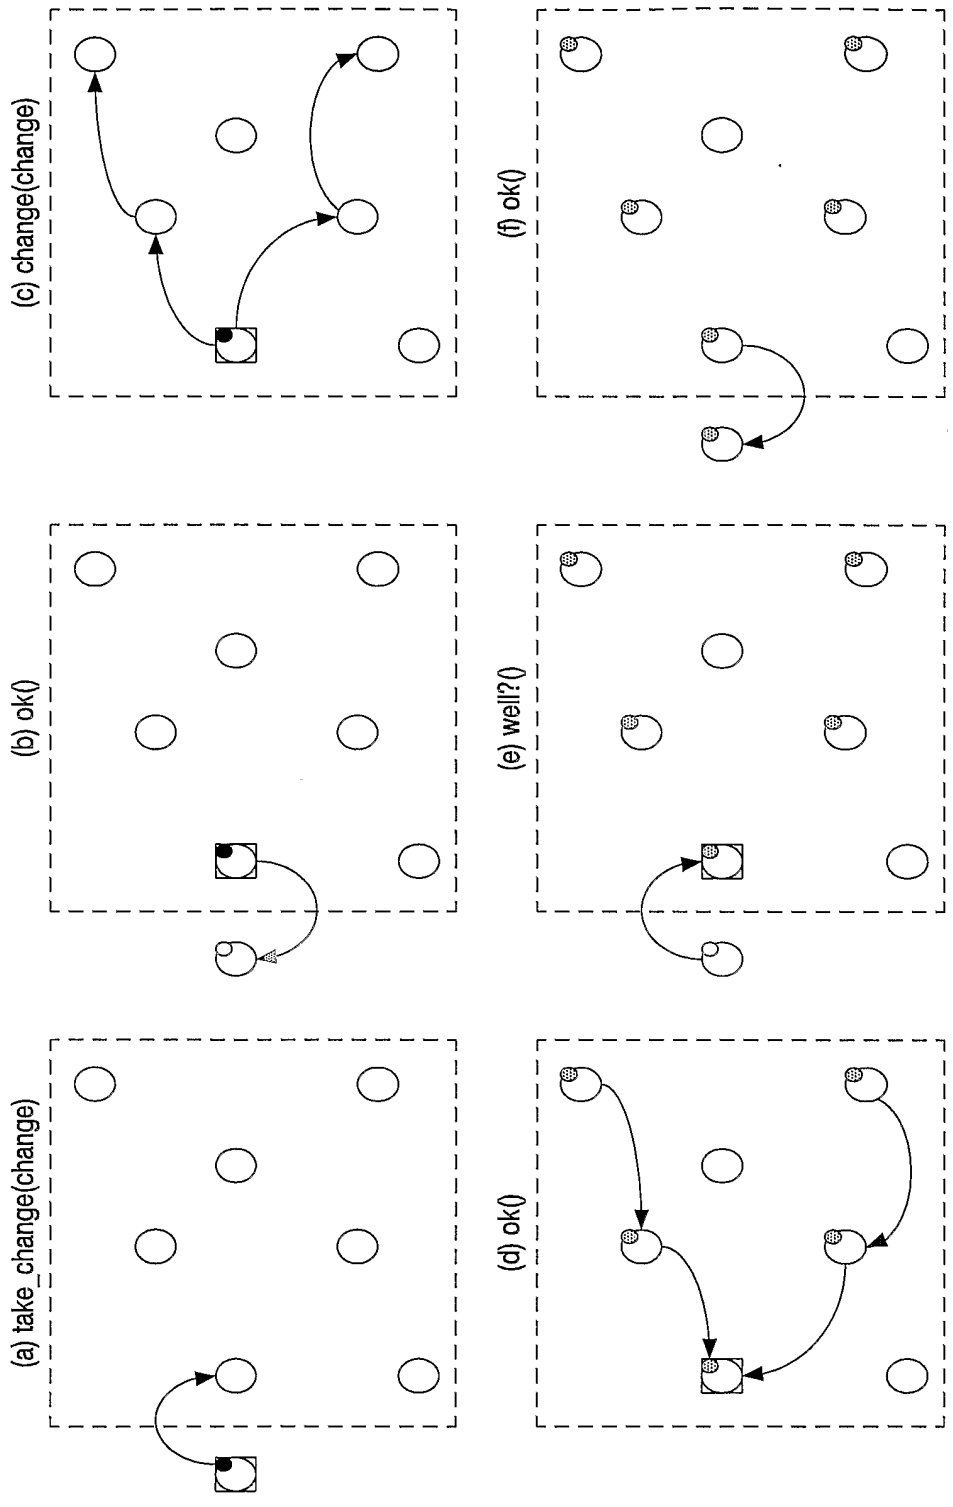 (a) take_change(change)
(b) ok()
(c) change(change)
(d) ok()
(e) well?()
(f) ok()